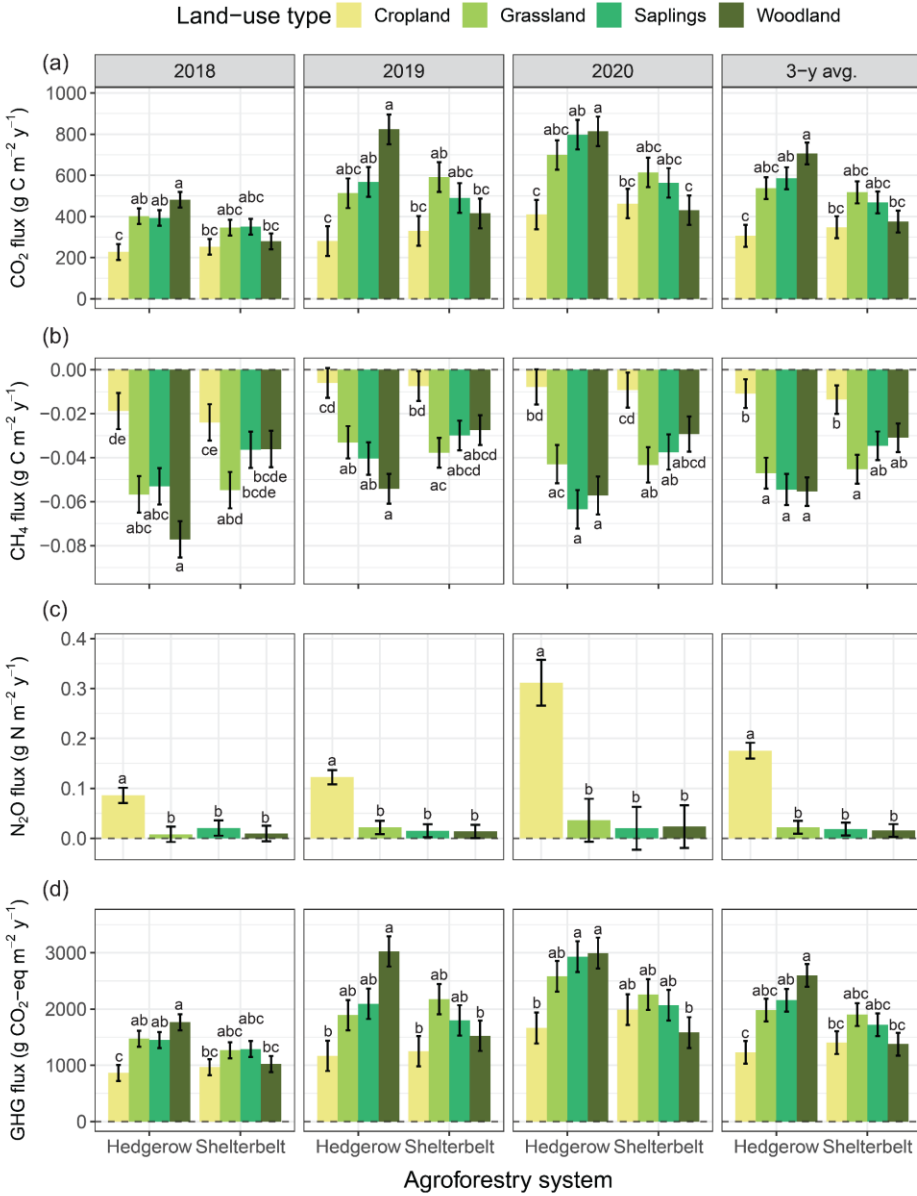 Land−use type Cropland Grassland Saplings Woodland
(a)
2018 2019 2020 3−y avg.
CO₂ flux (g C m⁻² y⁻¹)
1000
800
600
400
200
0
c ab ab a bc abc abc bc
c abc ab a bc ab abc bc
c abc ab a bc abc abc c
c abc ab a bc abc abc bc
(b)
CH₄ flux (g C m⁻² y⁻¹)
0.00
−0.02
−0.04
−0.06
−0.08
de abc abc a ce abd bcde bcde
cd ab ab a bd ac abcd abcd
bd ac a a cd ab ab abcd
b a a a b a ab ab
(c)
N₂O flux (g N m⁻² y⁻¹)
0.4
0.3
0.2
0.1
0.0
a b b b
a b b b
a b b b
a b b b
(d)
GHG flux (g CO₂−eq m⁻² y⁻¹)
3000
2000
1000
0
c ab ab a bc abc abc bc
b ab ab a b ab ab b
b ab a a ab ab ab b
c abc ab a bc abc abc bc
Hedgerow Shelterbelt Hedgerow Shelterbelt Hedgerow Shelterbelt Hedgerow Shelterbelt
Agroforestry system